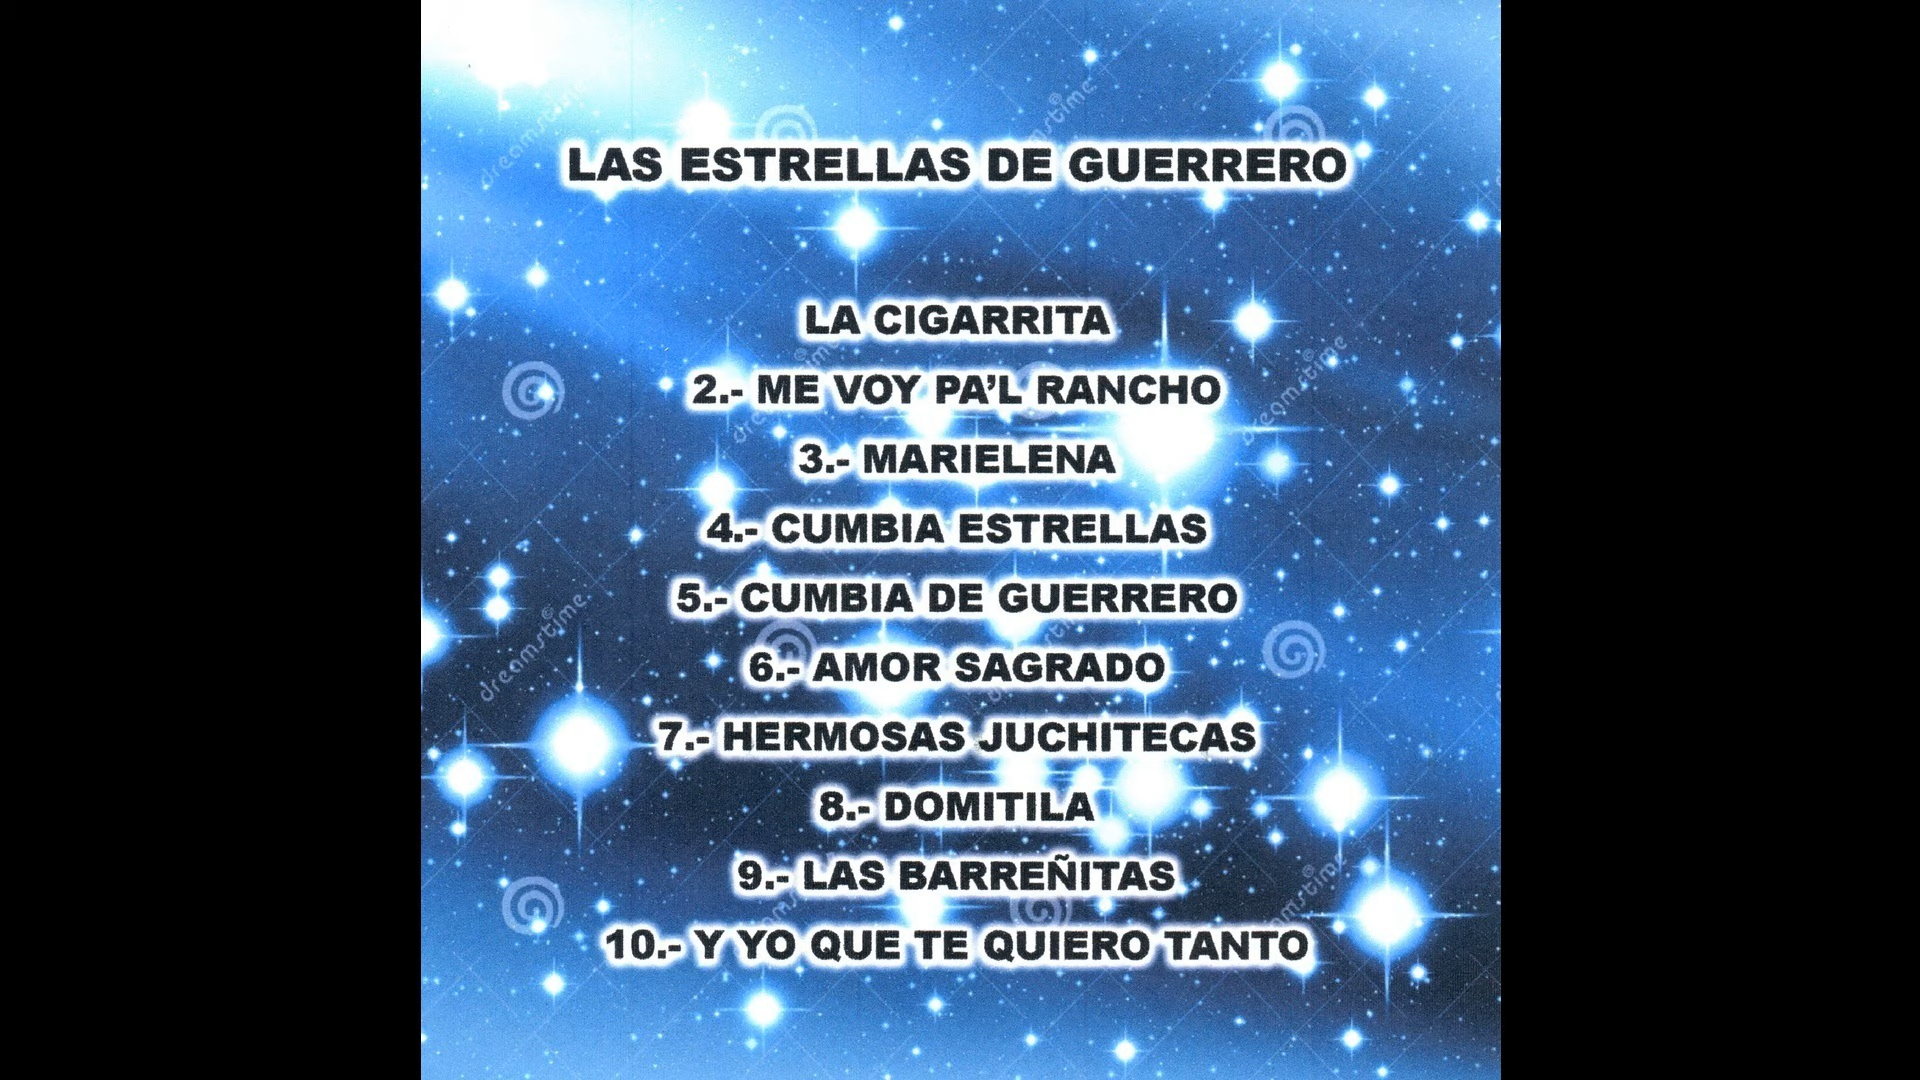 LAS ESTRELLAS DE GUERRERO
LA CIGARRITA
2.- ME VOY PA'L RANCHO
3.- MARIELENA
4.- CUMBIA ESTRELLAS
5.- CUMBIA DE GUERRERO
6.- AMOR SAGRADO
7.- HERMOSAS JUCHITECAS
8.- DOMITILA
9.- LAS BARREÑITAS
10.- Y YO QUE TE QUIERO TANTO
dreamstime